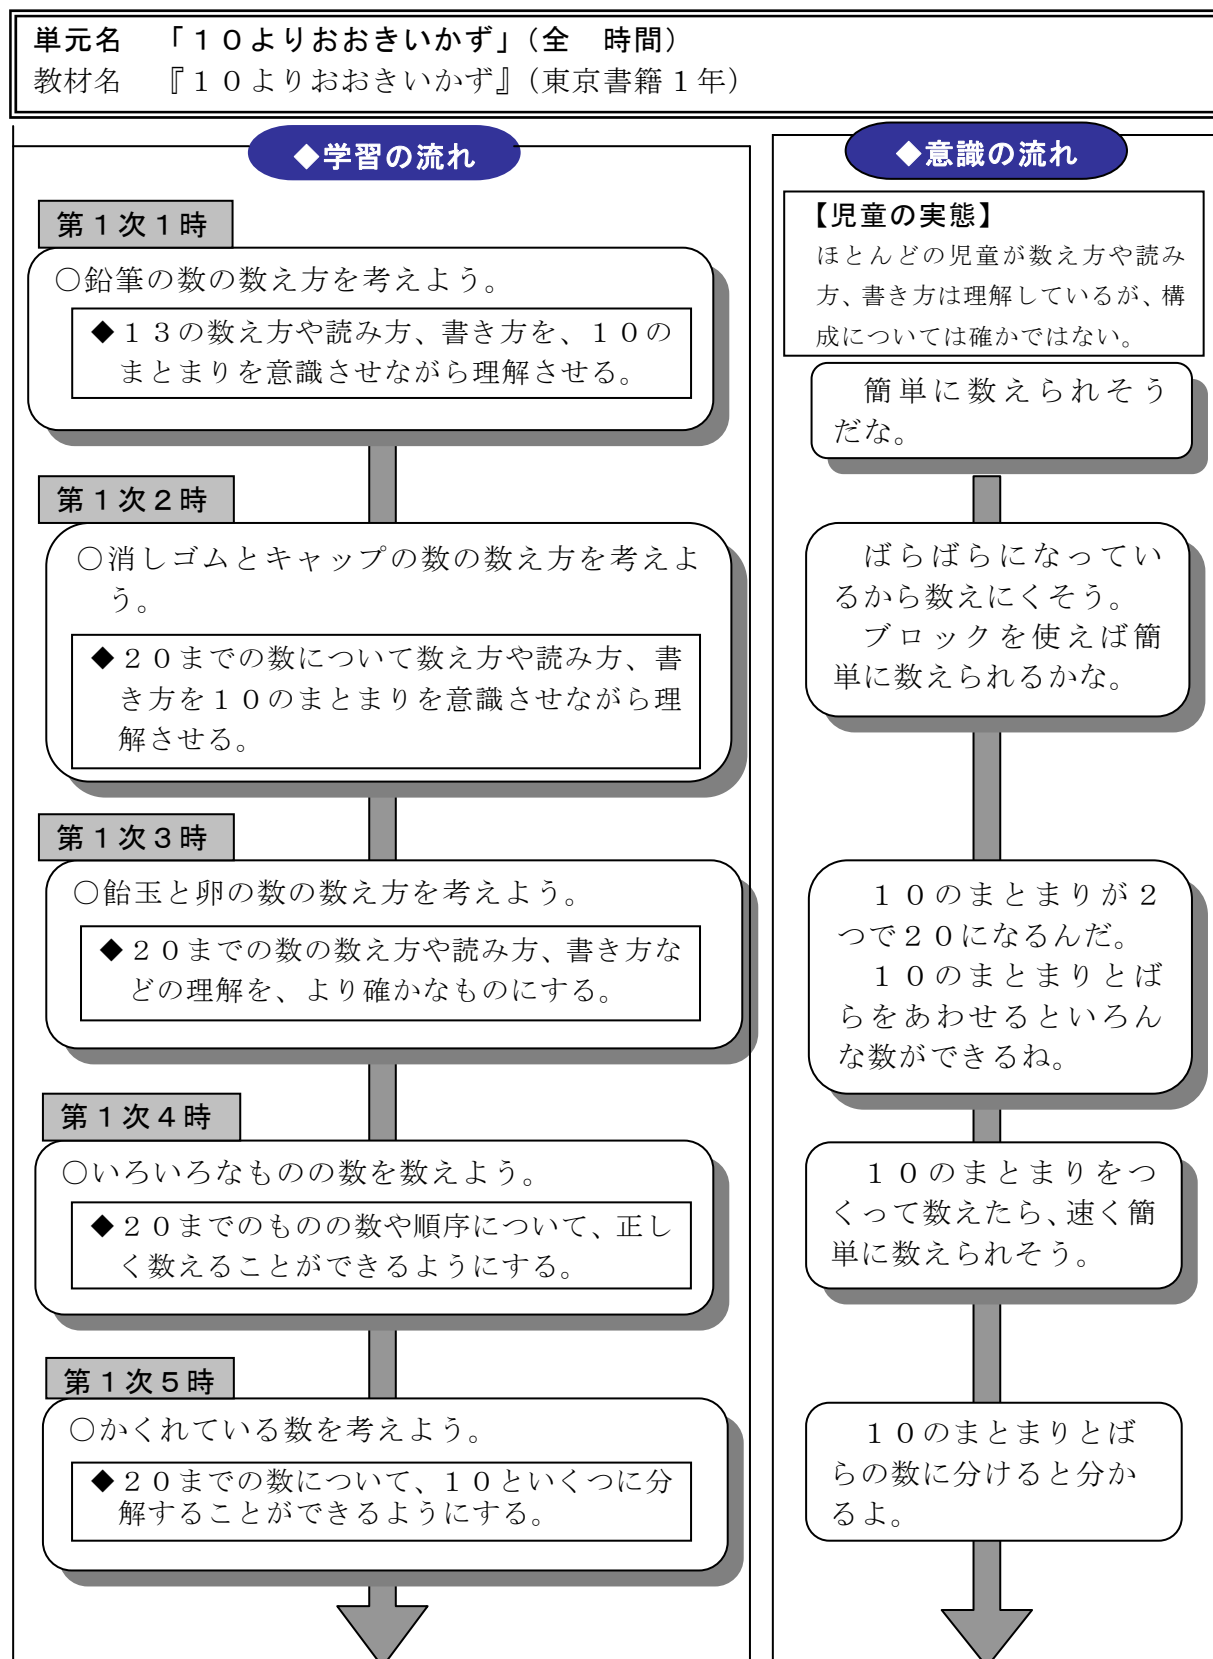 単元名　「１０よりおおきいかず」（全　時間）
教材名　『１０よりおおきいかず』（東京書籍１年）
◆学習の流れ
第１次１時
○鉛筆の数の数え方を考えよう。
◆１３の数え方や読み方、書き方を、１０の
まとまりを意識させながら理解させる。
第１次２時
○消しゴムとキャップの数の数え方を考えよ
う。
◆２０までの数について数え方や読み方、書
き方を１０のまとまりを意識させながら理
解させる。
第１次３時
○飴玉と卵の数の数え方を考えよう。
◆２０までの数の数え方や読み方、書き方な
どの理解を、より確かなものにする。
第１次４時
○いろいろなものの数を数えよう。
◆２０までのものの数や順序について、正し
く数えることができるようにする。
第１次５時
○かくれている数を考えよう。
◆２０までの数について、１０といくつに分
解することができるようにする。
◆意識の流れ
【児童の実態】
ほとんどの児童が数え方や読み
方、書き方は理解しているが、構
成については確かではない。
簡単に数えられそう
だな。
ばらばらになってい
るから数えにくそう。
ブロックを使えば簡
単に数えられるかな。
１０のまとまりが２
つで２０になるんだ。
１０のまとまりとば
らをあわせるといろん
な数ができるね。
１０のまとまりをつ
くって数えたら、速く簡
単に数えられそう。
１０のまとまりとば
らの数に分けると分か
るよ。